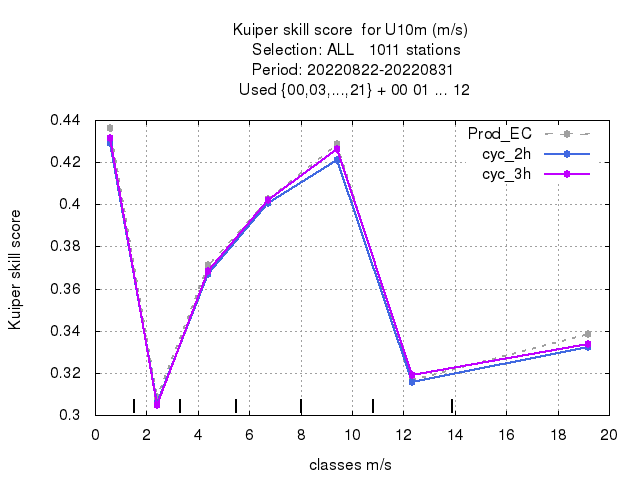 Kuiper skill score  for U10m (m/s)
Selection: ALL   1011 stations
Period: 20220822-20220831
Used {00,03,...,21} + 00 01 ... 12
Prod_EC
cyc_2h
cyc_3h
Kuiper skill score
0.44
0.42
0.4
0.38
0.36
0.34
0.32
0.3
0 2 4 6 8 10 12 14 16 18 20
classes m/s